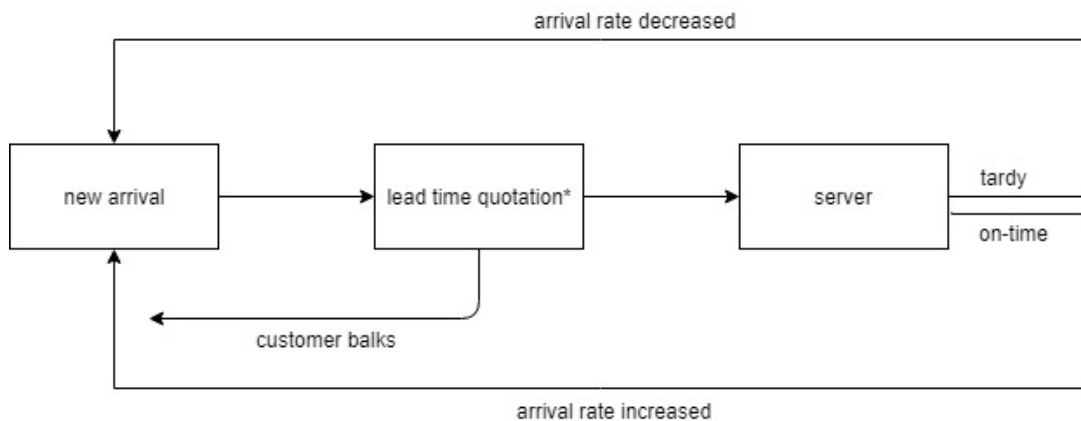 arrival rate decreased
new arrival
lead time quotation*
server
tardy
on-time
customer balks
arrival rate increased